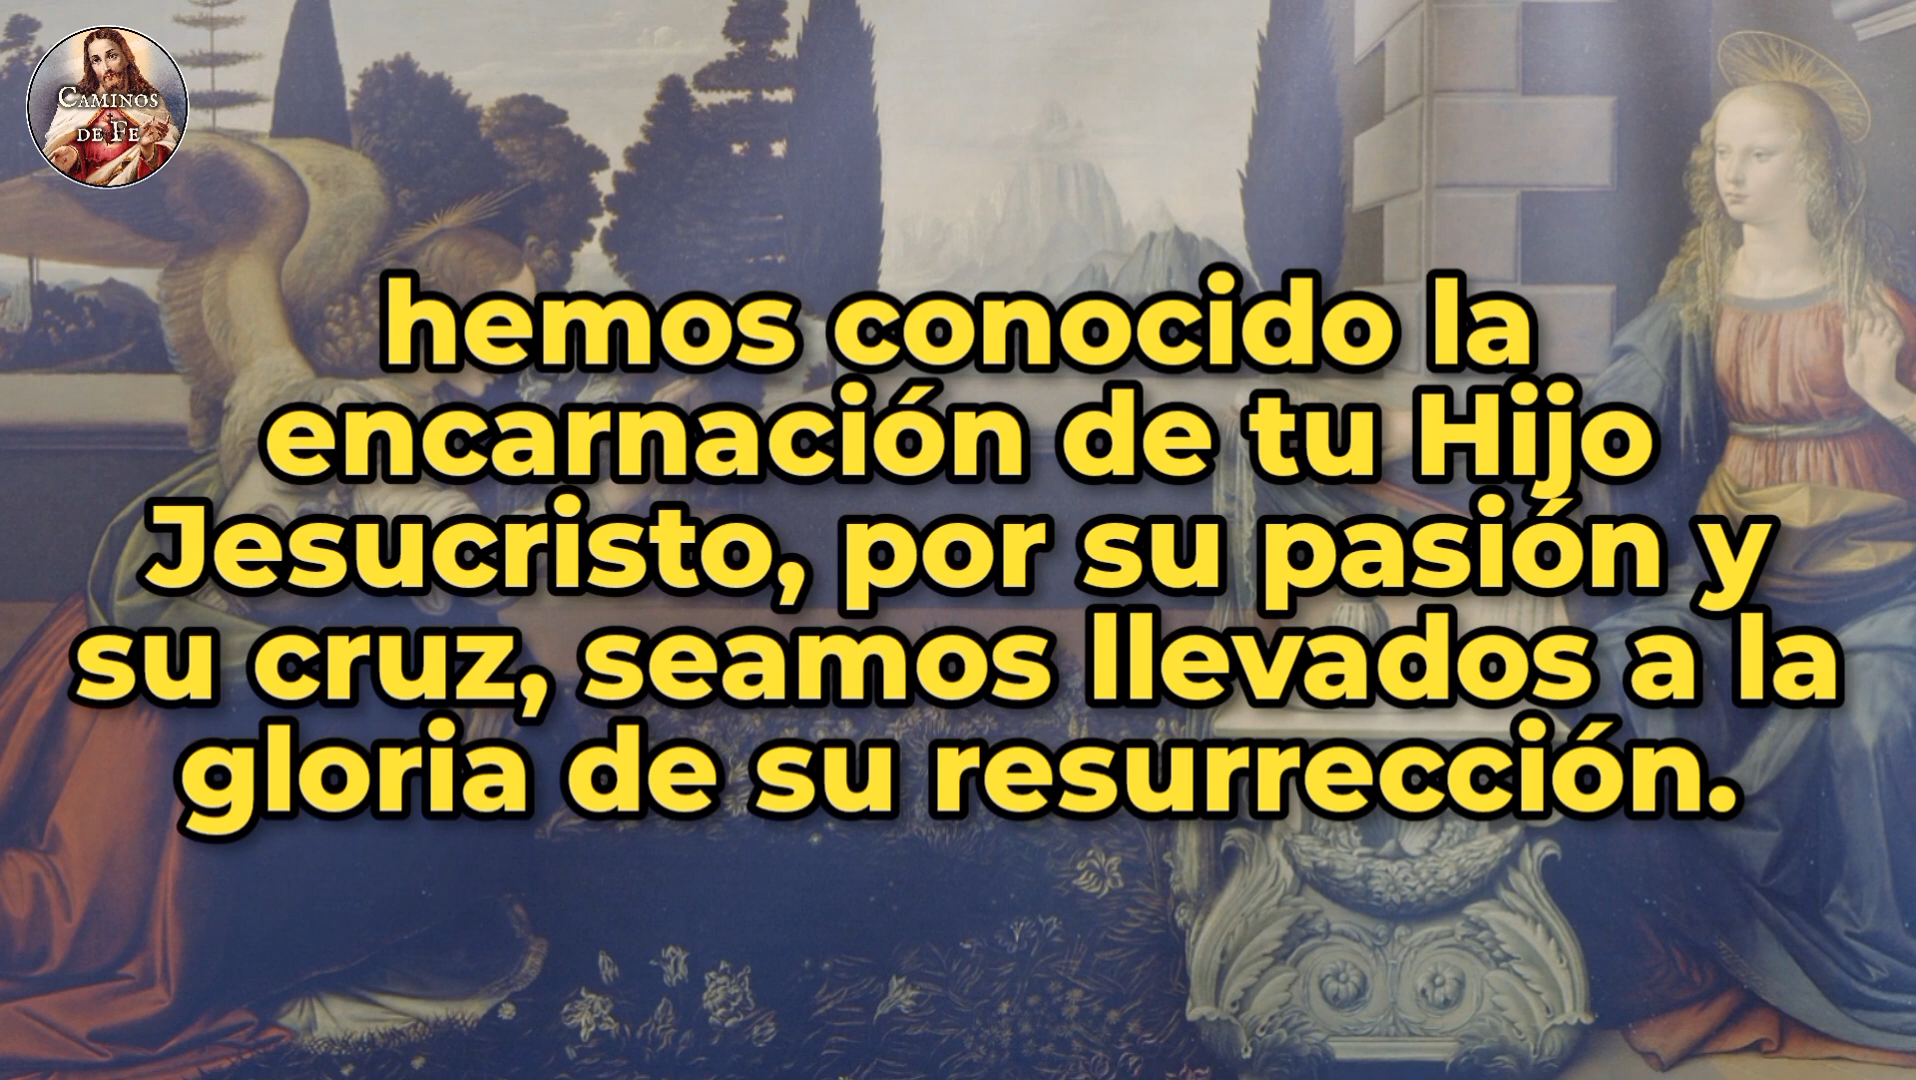 CAMINOS
DE FE
hemos conocido la
encarnación de tu Hijo
Jesucristo, por su pasión y
su cruz, seamos llevados a la
gloria de su resurrección.